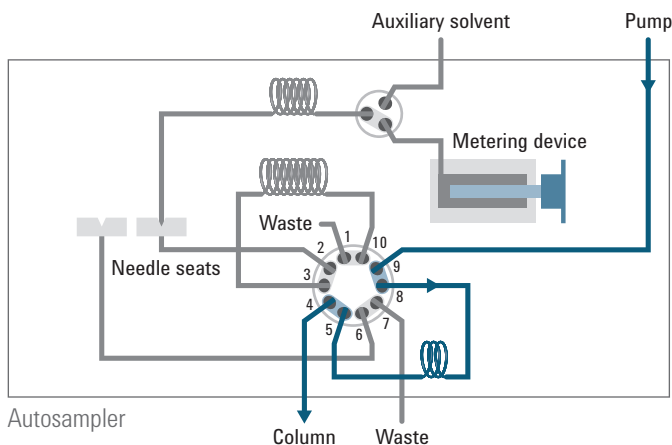 Auxiliary solvent
Pump
Metering device
Waste
1
10
2
9
Needle seats
3
8
4
7
5
6
Autosampler
Column
Waste